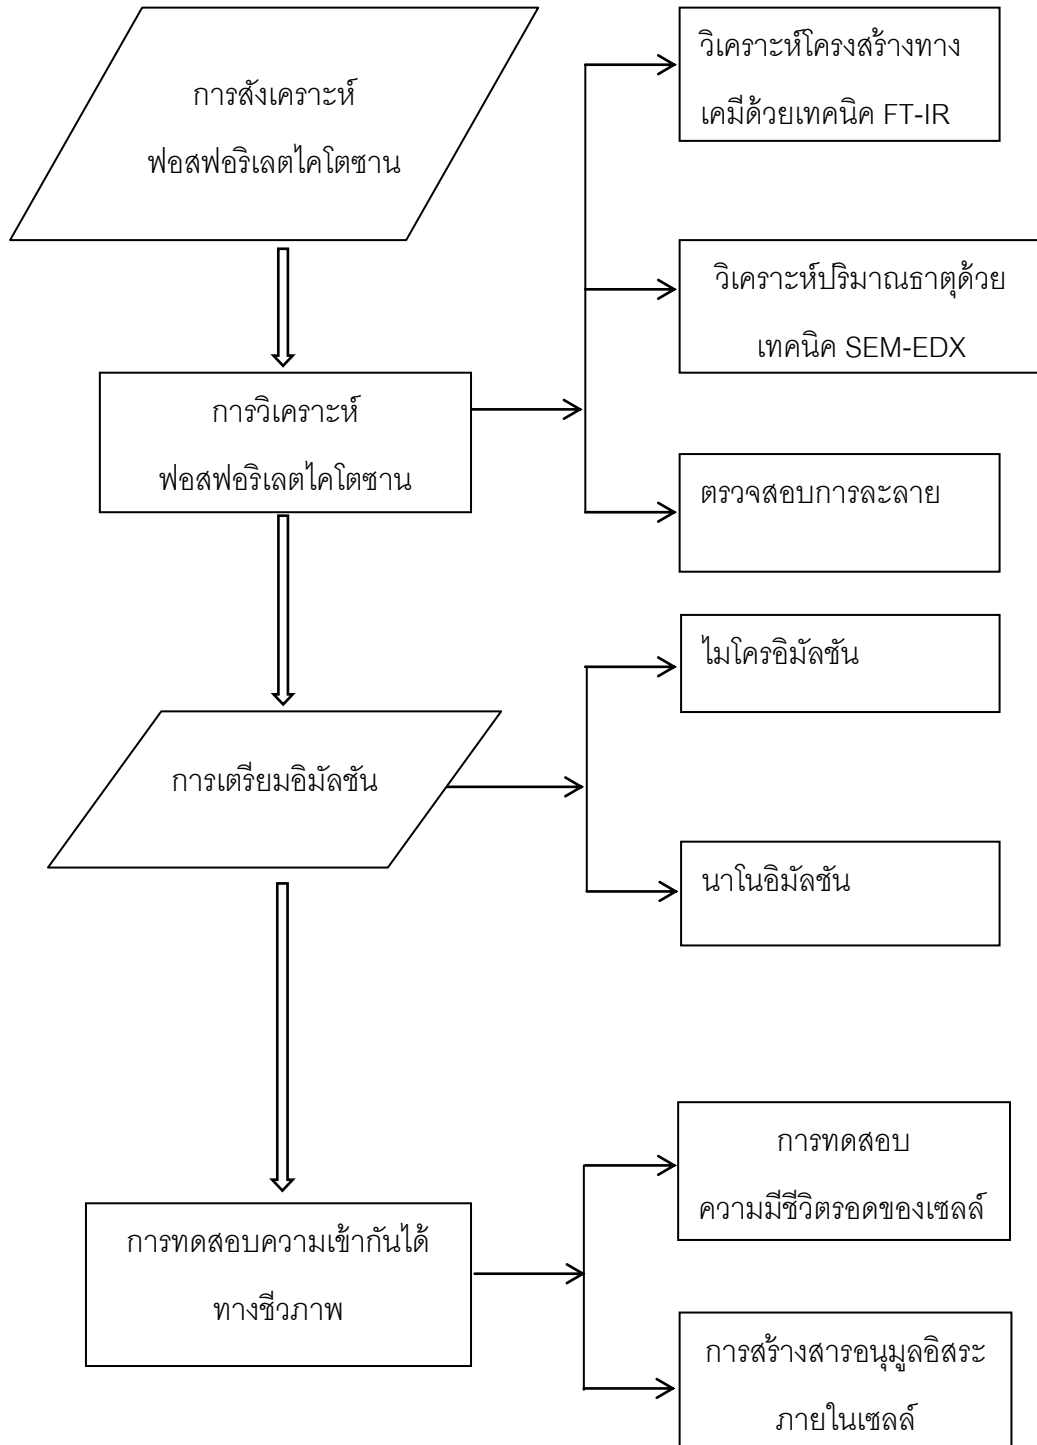 การสังเคราะห์
ฟอสฟอริเลตไคโตซาน
วิเคราะห์โครงสร้างทาง
เคมีด้วยเทคนิค FT-IR
วิเคราะห์ปริมาณธาตุด้วย
เทคนิค SEM-EDX
การวิเคราะห์
ฟอสฟอริเลตไคโตซาน
ตรวจสอบการละลาย
ไมโครอิมัลชัน
การเตรียมอิมัลชัน
นาโนอิมัลชัน
การทดสอบ
ความมีชีวิตรอดของเซลล์
การทดสอบความเข้ากันได้
ทางชีวภาพ
การสร้างสารอนุมูลอิสระ
ภายในเซลล์